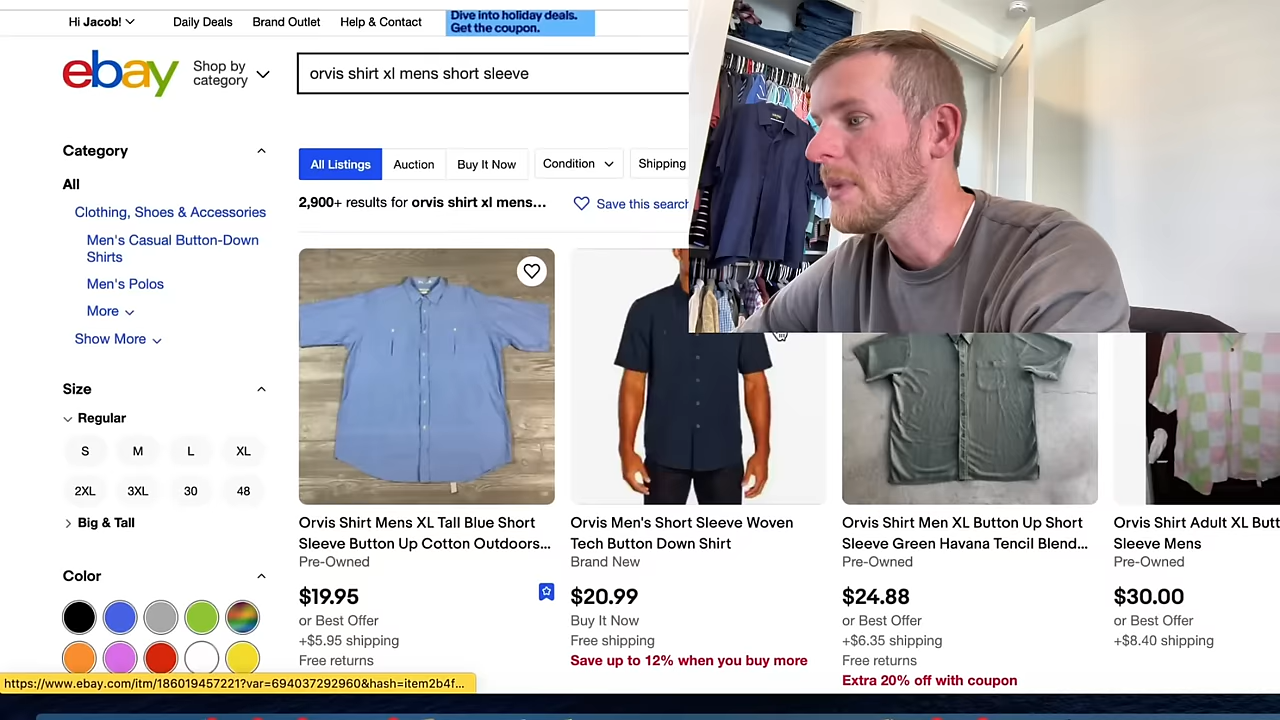 Hi Jacob!
Daily Deals
Brand Outlet
Help & Contact
Dive into holiday deals.
Get the coupon.
ebay
Shop by
category
orvis shirt xl mens short sleeve
Category
All
Clothing, Shoes & Accessories
Men's Casual Button-Down
Shirts
Men's Polos
More
Show More
Size
Regular
S
M
L
XL
2XL
3XL
30
48
Big & Tall
Color
All Listings
Auction
Buy It Now
Condition
Shipping
2,900+ results for orvis shirt xl mens...
Save this search
Orvis Shirt Mens XL Tall Blue Short
Sleeve Button Up Cotton Outdoors...
Pre-Owned
$19.95
or Best Offer
+$5.95 shipping
Free returns
Orvis Men's Short Sleeve Woven
Tech Button Down Shirt
Brand New
$20.99
Buy It Now
Free shipping
Save up to 12% when you buy more
Orvis Shirt Men XL Button Up Short
Sleeve Green Havana Tencil Blend...
Pre-Owned
$24.88
or Best Offer
+$6.35 shipping
Free returns
Extra 20% off with coupon
Orvis Shirt Adult XL Butt
Sleeve Mens
Pre-Owned
$30.00
or Best Offer
+$8.40 shipping
https://www.ebay.com/itm/186019457221?var=694037292960&hash=item2b4f...